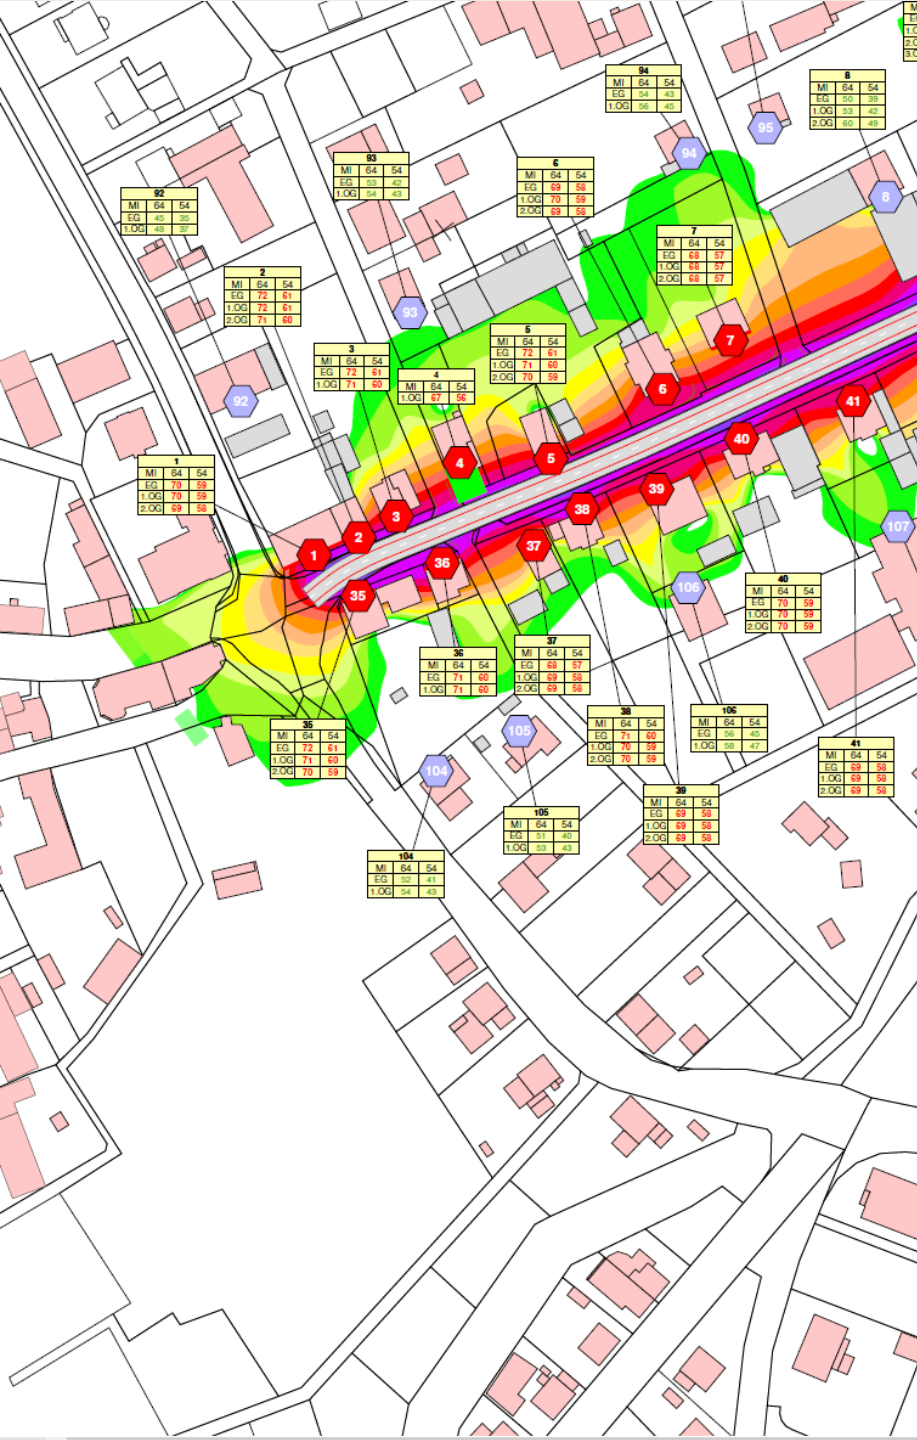 94
MI 64 54
EG 54 43
1.OG 56 45
8
MI 64 54
EG 50 39
1.OG 53 42
2.OG 60 49
95
94
93
MI 64 54
EG 53 42
1.OG 54 43
6
MI 64 54
EG 69 58
1.OG 70 59
2.OG 69 58
92
MI 64 54
EG 45 35
1.OG 48 37
8
7
MI 64 54
EG 68 57
1.OG 68 57
2.OG 68 57
2
MI 64 54
EG 72 61
1.OG 72 61
2.OG 71 60
93
5
MI 64 54
EG 72 61
1.OG 71 60
2.OG 70 59
7
3
MI 64 54
EG 72 61
1.OG 71 60
4
MI 64 54
1.OG 67 56
6
92
41
40
1
MI 64 54
EG 70 59
1.OG 70 59
2.OG 69 58
4
5
39
38
3
2
1
37
36
35
107
106
40
MI 64 54
EG 70 59
1.OG 70 59
2.OG 70 59
36
MI 64 54
EG 71 60
1.OG 71 60
37
MI 64 54
EG 68 57
1.OG 69 58
2.OG 69 58
35
MI 64 54
EG 72 61
1.OG 71 60
2.OG 70 59
105
38
MI 64 54
EG 71 60
1.OG 70 59
2.OG 70 59
106
MI 64 54
EG 56 45
1.OG 58 47
41
MI 64 54
EG 69 58
1.OG 69 58
2.OG 69 58
104
39
MI 64 54
EG 69 58
1.OG 69 58
2.OG 69 58
105
MI 64 54
EG 51 40
1.OG 53 43
104
MI 64 54
EG 52 41
1.OG 54 43